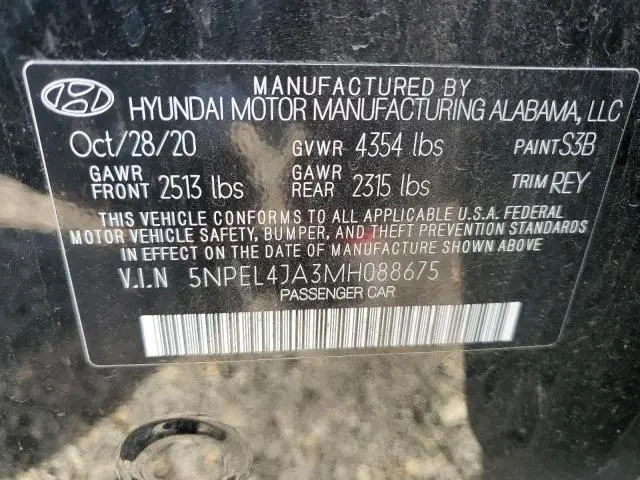 MANUFACTURED BY
HYUNDAI MOTOR MANUFACTURING ALABAMA, LLC
Oct/28/20 GVWR 4354 lbs PAINT S3B
GAWR FRONT 2513 lbs GAWR REAR 2315 lbs TRIM REY
THIS VEHICLE CONFORMS TO ALL APPLICABLE U.S.A. FEDERAL
MOTOR VEHICLE SAFETY, BUMPER, AND THEFT PREVENTION STANDARDS
IN EFFECT ON THE DATE OF MANUFACTURE SHOWN ABOVE
V.I.N 5NPEL4JA3MH088675
PASSENGER CAR